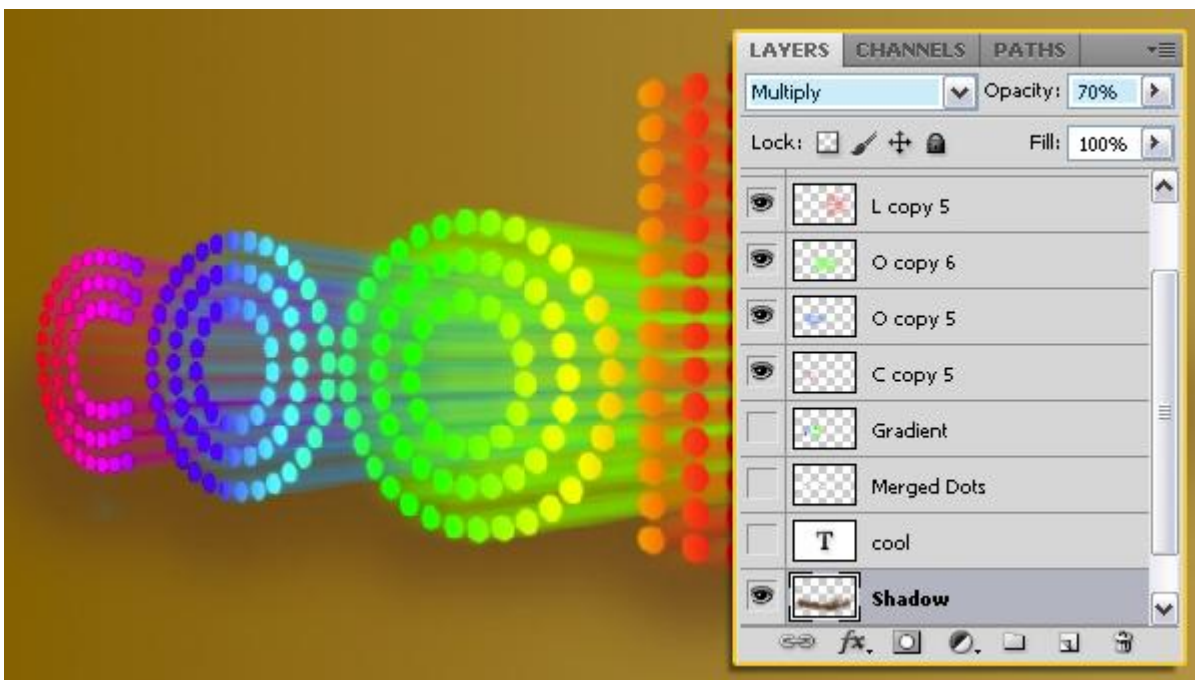 LAYERS CHANNELS PATHS
Multiply Opacity: 70%
Lock: Fill: 100%
L copy 5
O copy 6
O copy 5
C copy 5
Gradient
Merged Dots
T cool
Shadow
fx.
COOL